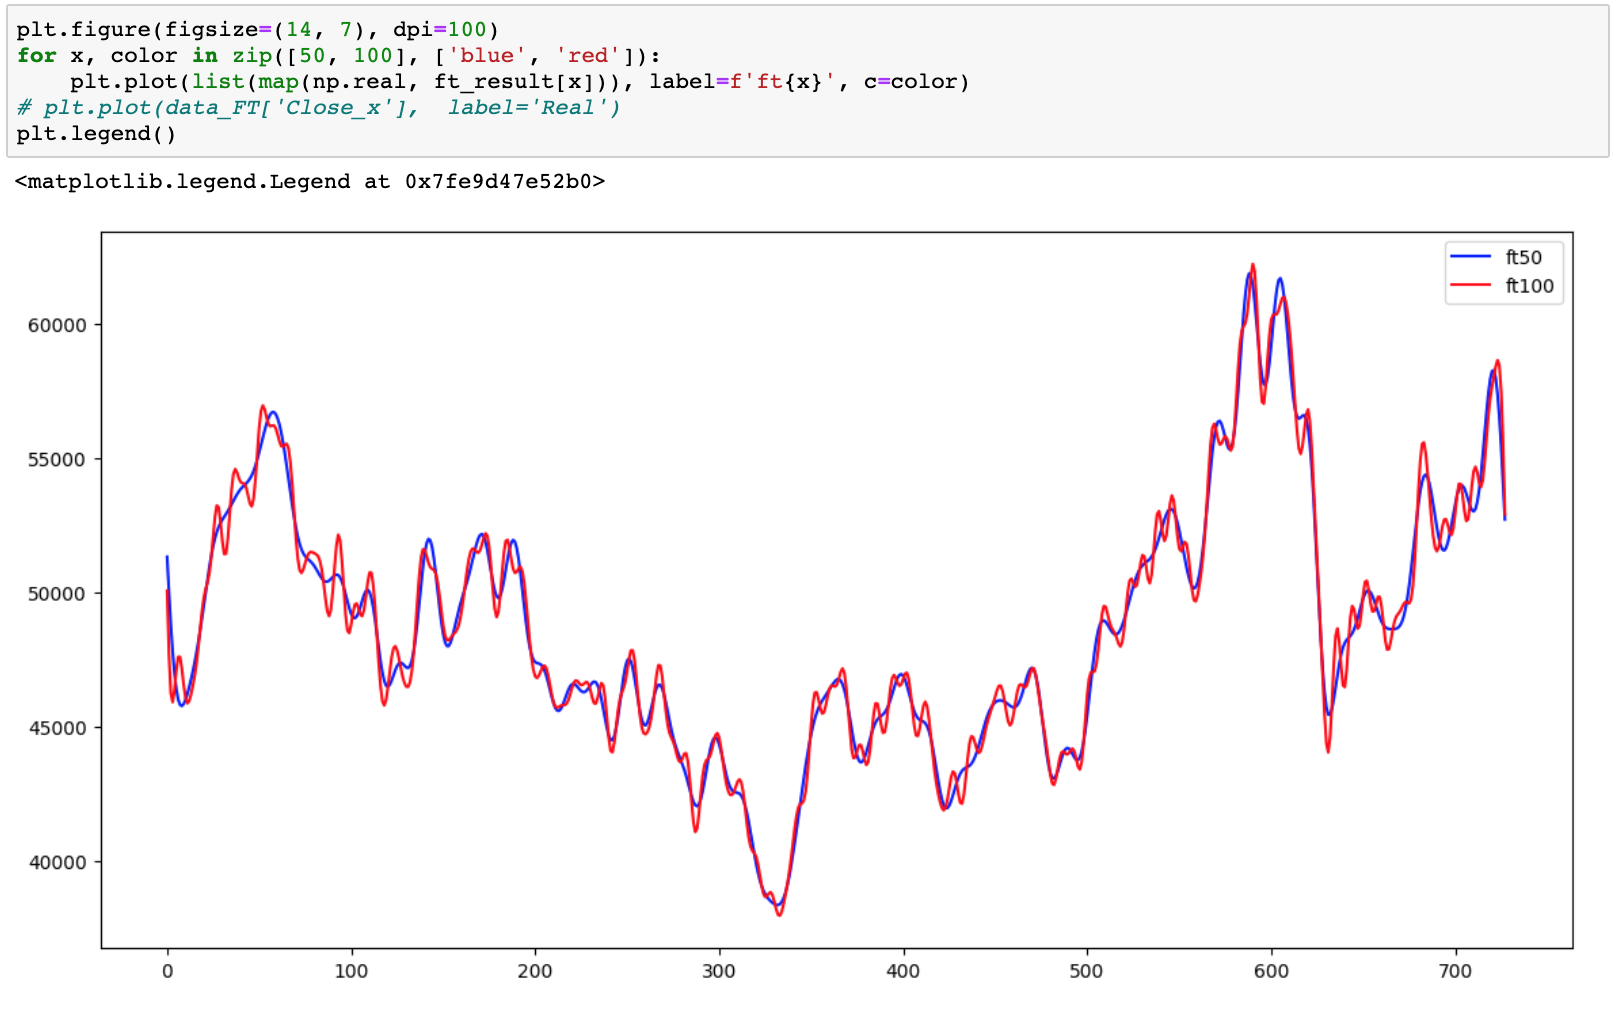 plt.figure(figsize=(14, 7), dpi=100)
for x, color in zip([50, 100], ['blue', 'red']):
    plt.plot(list(map(np.real, ft_result[x])), label=f'ft{x}', c=color)
# plt.plot(data_FT['Close_x'],  label='Real')
plt.legend()
<matplotlib.legend.Legend at 0x7fe9d47e52b0>
ft50
ft100
60000
55000
50000
45000
40000
0 100 200 300 400 500 600 700